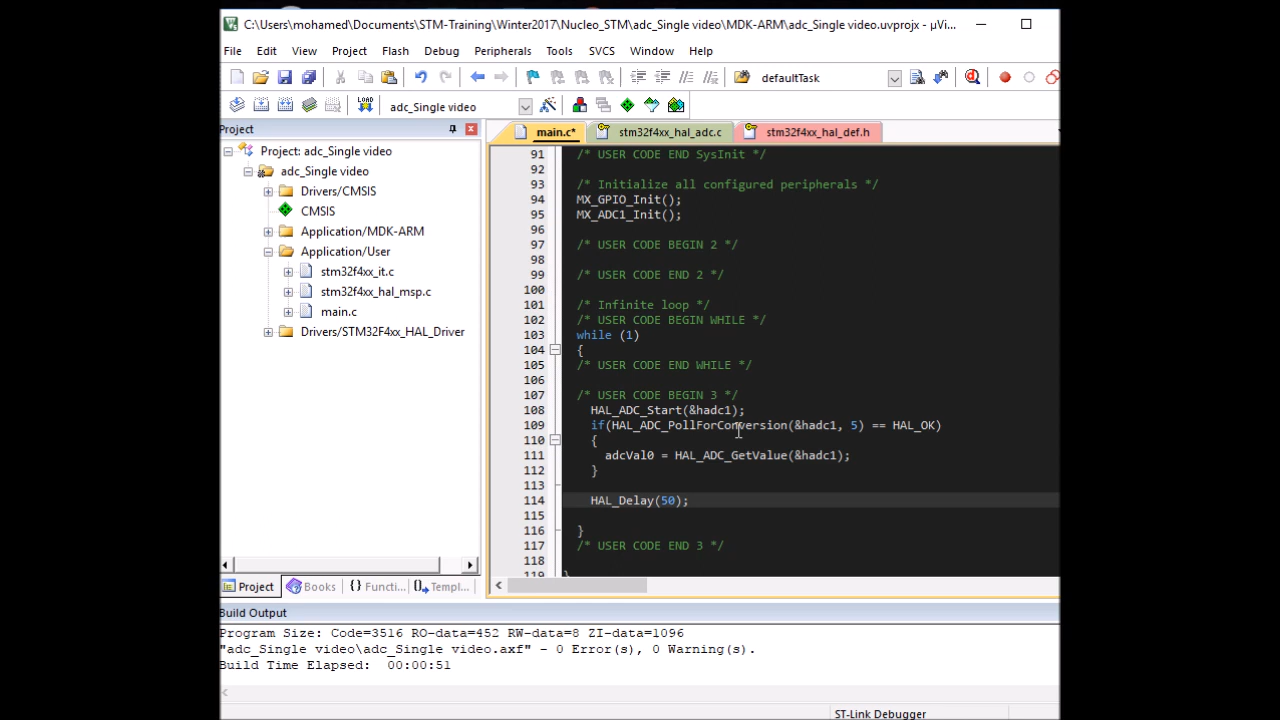 C:\Users\mohamed\Documents\STM-Training\Winter2017\Nucleo_STM\adc_Single video\MDK-ARM\adc_Single video.uvprojx - µVi...
File Edit View Project Flash Debug Peripherals Tools SVCS Window Help
defaultTask
LOAD adc_Single video
Project
Project: adc_Single video
adc_Single video
Drivers/CMSIS
CMSIS
Application/MDK-ARM
Application/User
stm32f4xx_it.c
stm32f4xx_hal_msp.c
main.c
Drivers/STM32F4xx_HAL_Driver
Project Books {} Functi... Templ...
main.c* stm32f4xx_hal_adc.c stm32f4xx_hal_def.h
91 /* USER CODE END SysInit */
92
93 /* Initialize all configured peripherals */
94 MX_GPIO_Init();
95 MX_ADC1_Init();
96
97 /* USER CODE BEGIN 2 */
98
99 /* USER CODE END 2 */
100
101 /* Infinite loop */
102 /* USER CODE BEGIN WHILE */
103 while (1)
104 {
105 /* USER CODE END WHILE */
106
107 /* USER CODE BEGIN 3 */
108 HAL_ADC_Start(&hadc1);
109 if(HAL_ADC_PollForConversion(&hadc1, 5) == HAL_OK)
110 {
111 adcVal0 = HAL_ADC_GetValue(&hadc1);
112 }
113
114 HAL_Delay(50);
115
116 }
117 /* USER CODE END 3 */
118
119 }
Build Output
Program Size: Code=3516 RO-data=452 RW-data=8 ZI-data=1096
"adc_Single video\adc_Single video.axf" - 0 Error(s), 0 Warning(s).
Build Time Elapsed: 00:00:51
ST-Link Debugger